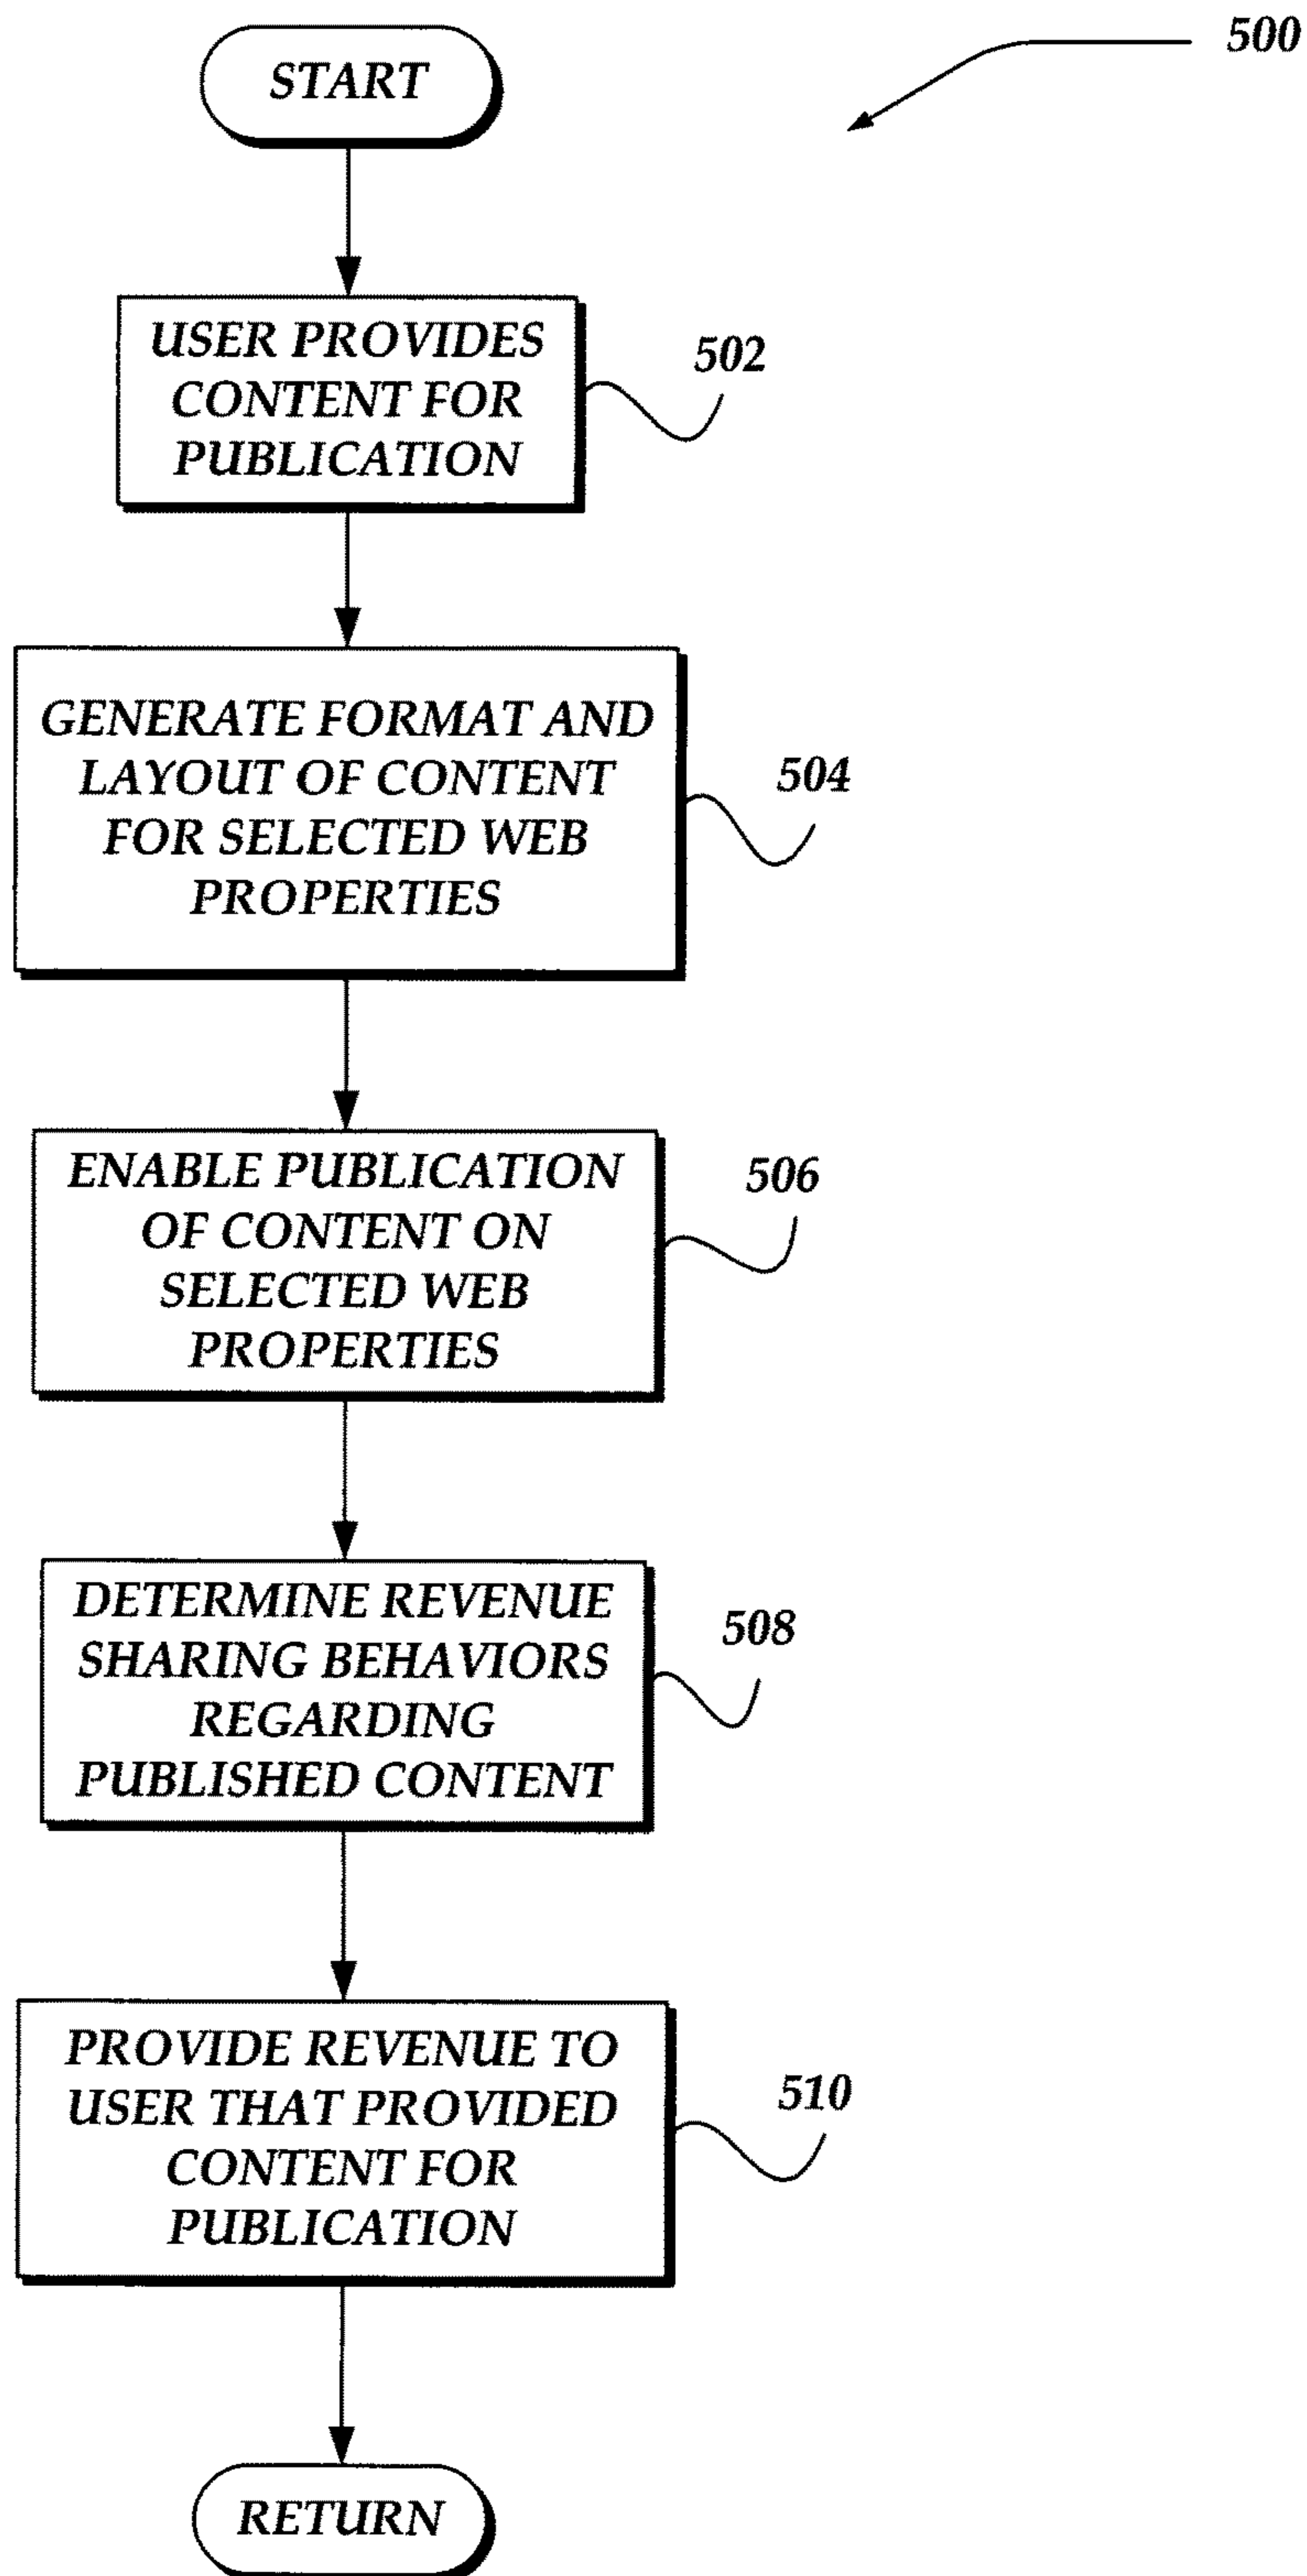 START
500
USER PROVIDES
CONTENT FOR
PUBLICATION
502
GENERATE FORMAT AND
LAYOUT OF CONTENT
FOR SELECTED WEB
PROPERTIES
504
ENABLE PUBLICATION
OF CONTENT ON
SELECTED WEB
PROPERTIES
506
DETERMINE REVENUE
SHARING BEHAVIORS
REGARDING
PUBLISHED CONTENT
508
PROVIDE REVENUE TO
USER THAT PROVIDED
CONTENT FOR
PUBLICATION
510
RETURN